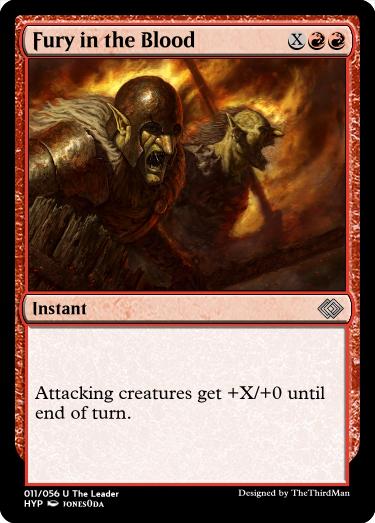 Fury in the Blood
X
Instant
Attacking creatures get +X/+0 until
end of turn.
011/056 U The Leader
Designed by TheThirdMan
HYP JONESODA